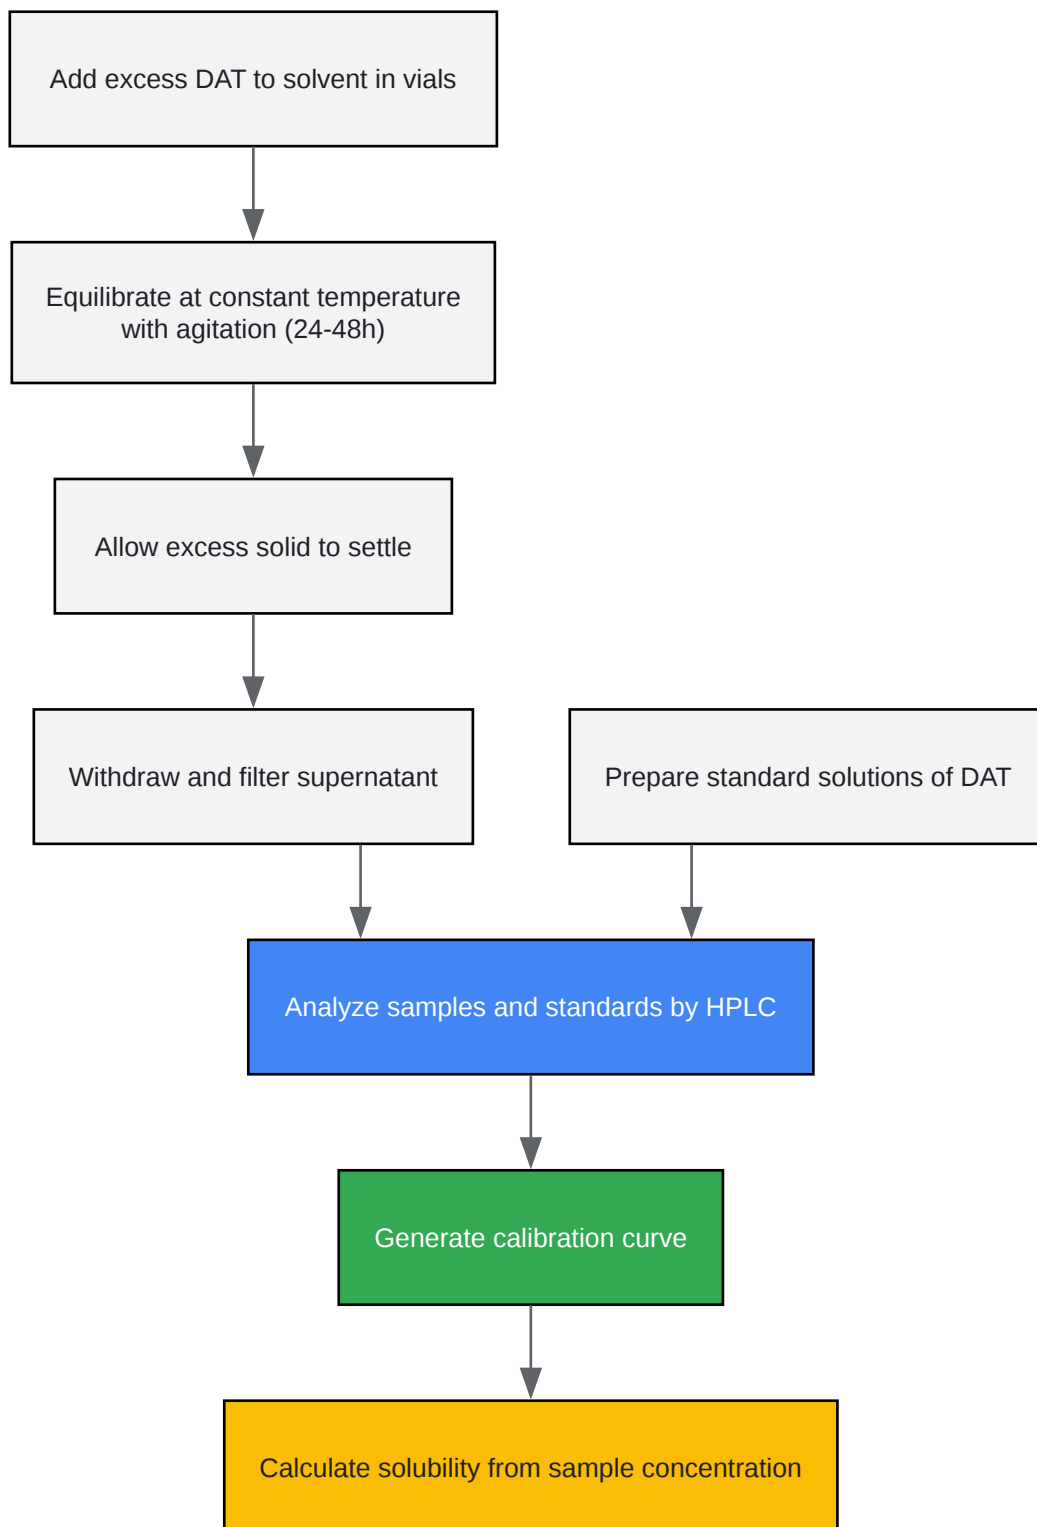 Add excess DAT to solvent in vials
Equilibrate at constant temperature
with agitation (24-48h)
Allow excess solid to settle
Withdraw and filter supernatant
Prepare standard solutions of DAT
Analyze samples and standards by HPLC
Generate calibration curve
Calculate solubility from sample concentration